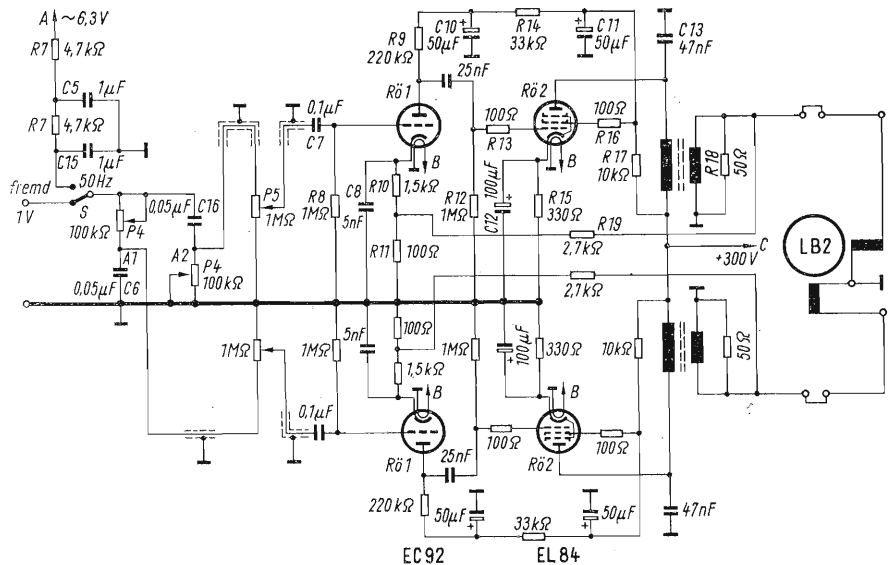 A ~6,3V
R7 4,7kΩ
C5 1µF
R7 4,7kΩ
C15 1µF
50Hz
fremd
1V
S
P4
100kΩ
0,05µF C16
A1
0,05µF C6
A2
P4
100kΩ
P5
1MΩ
0,1µF
C7
R8
1MΩ
C8
5nF
R9
220kΩ
C10
50µF
R14
33kΩ
C11
50µF
25nF
Rö1
B
R10
1,5kΩ
R11
100Ω
R12
1MΩ
100Ω
R13
Rö2
B
100µF
C12
R15
330Ω
100Ω
R16
R17
10kΩ
R19
2,7kΩ
2,7kΩ
C13
47nF
R18
50Ω
C
+300V
LB2
1MΩ
1MΩ
5nF
100Ω
1,5kΩ
B
0,1µF
Rö1
25nF
220kΩ
50µF
33kΩ
50µF
1MΩ
100µF
330Ω
B
100Ω
Rö2
100Ω
10kΩ
50Ω
47nF
EC92
EL84